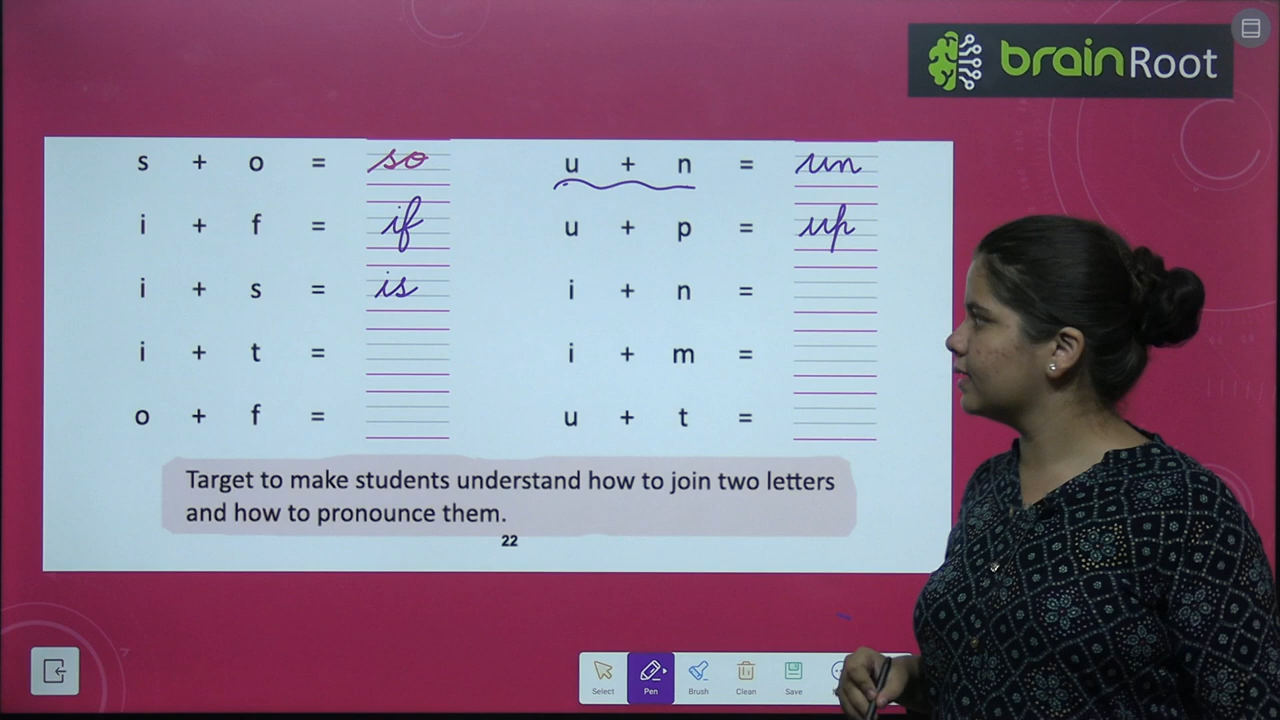 brainRoot
s + o = so u + n = un
i + f = if u + p = up
i + s = is i + n =
i + t = i + m =
o + f = u + t =
Target to make students understand how to join two letters
and how to pronounce them.
22
Select Pen Brush Clean Save